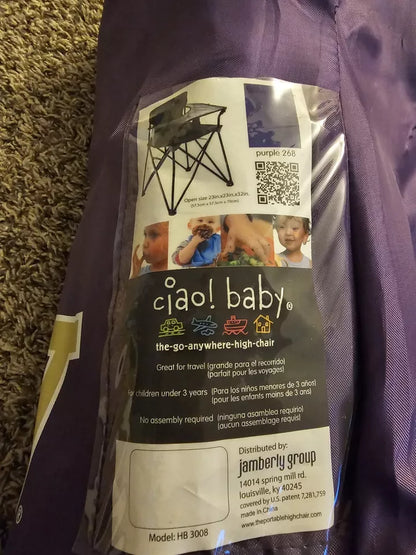 Open size 23in.x23in.x32in.
purple 268
ciao! baby®
the-go-anywhere-high-chair
Great for travel (grande para el recorrido)
(parfait pour les voyages)
For children under 3 years (Para los niños menores de 3 años)
(pour les enfants moins de 3 ans)
No assembly required (ninguna asamblea requirio)
(aucun assemblage requis)
Distributed by:
jamberly group
14014 spring mill rd.
louisville, ky 40245
covered by U.S. patent 7,281,759
made in China
www.theportablehighchair.com
Model: HB 3008
®